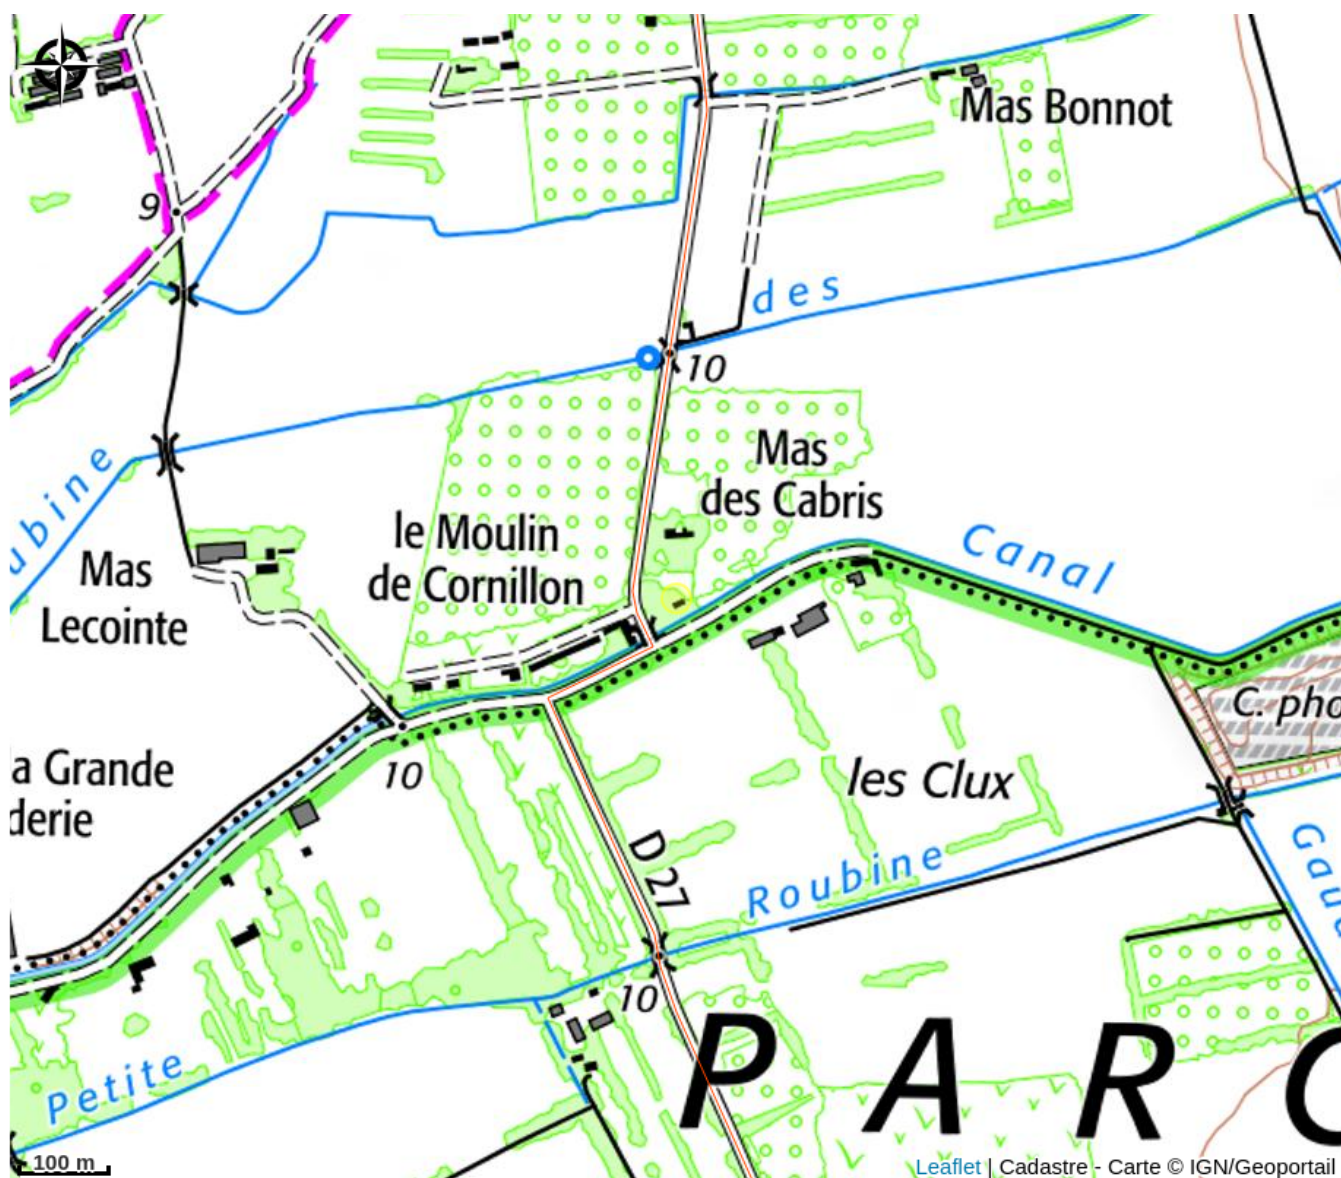 Mas Bonnot
9
des
10
ubine
Mas
des Cabris
le Moulin
de Cornillon
Canal
Mas
Lecointe
C. pho
a Grande
derie
10
les Clux
D 27
Roubine
Gau
10
PARC
Petite
100 m
Leaflet | Cadastre - Carte © IGN/Geoportail